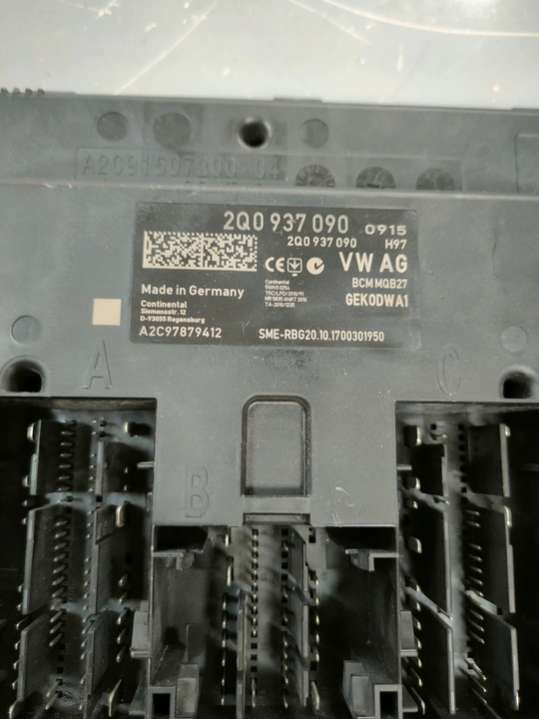 2Q0 937 090 0915
2Q0 937 090 H97
CE VW AG
BCM MQB27
GEK0DWA1
Made in Germany
Continental
Siemensstr. 12
D-93055 Regensburg
A2C97879412 SME-RBG20.10.1700301950
A C
B